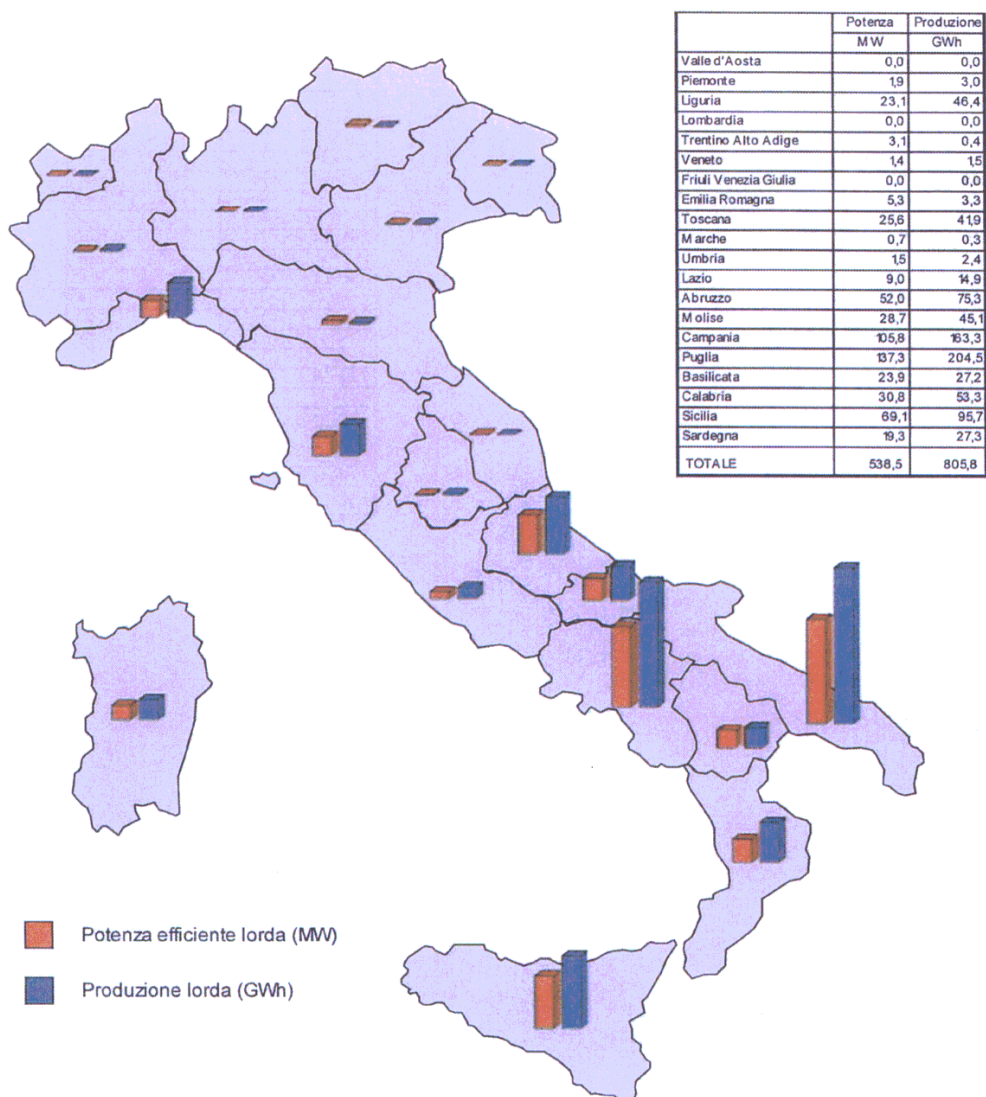 Potenza Produzione
MW GWh
Valle d'Aosta 0,0 0,0
Piemonte 1,9 3,0
Liguria 23,1 46,4
Lombardia 0,0 0,0
Trentino Alto Adige 3,1 0,4
Veneto 1,4 1,5
Friuli Venezia Giulia 0,0 0,0
Emilia Romagna 5,3 3,3
Toscana 25,6 41,9
Marche 0,7 0,3
Umbria 1,5 2,4
Lazio 9,0 14,9
Abruzzo 52,0 75,3
Molise 28,7 45,1
Campania 105,8 163,3
Puglia 137,3 204,5
Basilicata 23,9 27,2
Calabria 30,8 53,3
Sicilia 69,1 95,7
Sardegna 19,3 27,3
TOTALE 538,5 805,8
Potenza efficiente lorda (MW)
Produzione lorda (GWh)